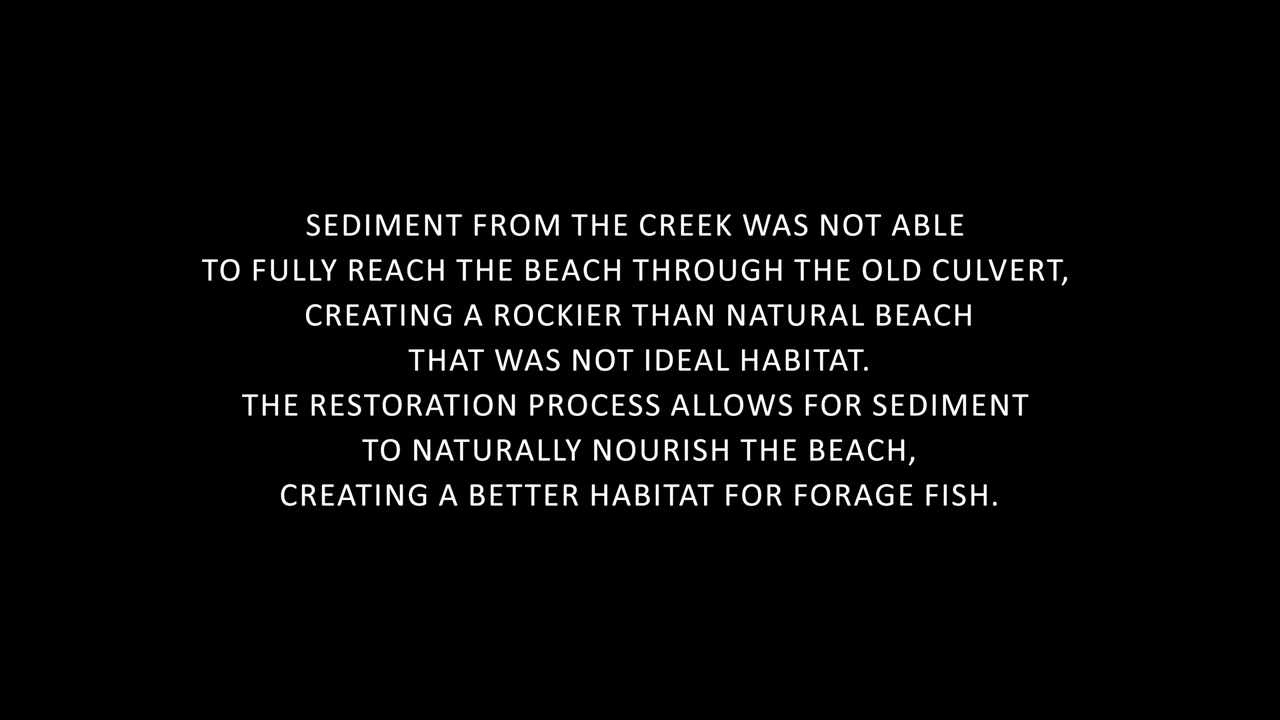 SEDIMENT FROM THE CREEK WAS NOT ABLE
TO FULLY REACH THE BEACH THROUGH THE OLD CULVERT,
CREATING A ROCKIER THAN NATURAL BEACH
THAT WAS NOT IDEAL HABITAT.
THE RESTORATION PROCESS ALLOWS FOR SEDIMENT
TO NATURALLY NOURISH THE BEACH,
CREATING A BETTER HABITAT FOR FORAGE FISH.